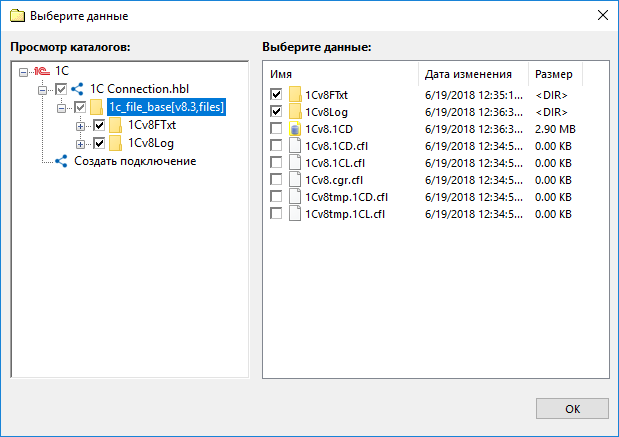 Выберите данные
Просмотр каталогов:
1С
1C Connection.hbl
1c_file_base[v8.3,files]
1Cv8FTxt
1Cv8Log
Создать подключение
Выберите данные:
Имя Дата изменения Размер
1Cv8FTxt 6/19/2018 12:35:1... <DIR>
1Cv8Log 6/19/2018 12:36:3... <DIR>
1Cv8.1CD 6/19/2018 12:36:3... 2.90 MB
1Cv8.1CD.cfl 6/19/2018 12:34:5... 0.00 KB
1Cv8.1CL.cfl 6/19/2018 12:34:5... 0.00 KB
1Cv8.cgr.cfl 6/19/2018 12:34:5... 0.00 KB
1Cv8tmp.1CD.cfl 6/19/2018 12:34:5... 0.00 KB
1Cv8tmp.1CL.cfl 6/19/2018 12:34:5... 0.00 KB
OK